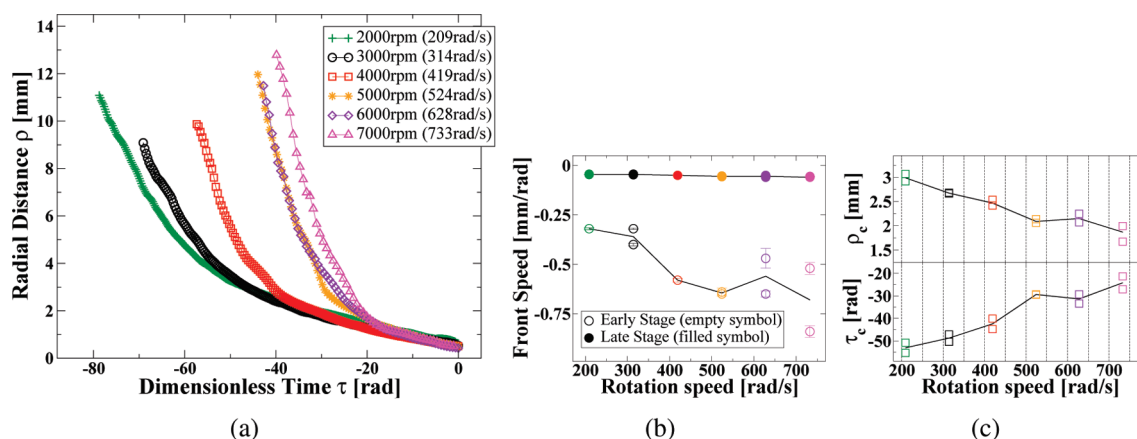 14
12
10
8
6
4
2
0
Radial Distance ρ [mm]
-80 -60 -40 -20 0
Dimensionless Time τ [rad]
2000rpm (209rad/s)
3000rpm (314rad/s)
4000rpm (419rad/s)
5000rpm (524rad/s)
6000rpm (628rad/s)
7000rpm (733rad/s)
(a)
0
-0.25
-0.5
-0.75
Front Speed [mm/rad]
Early Stage (empty symbol)
Late Stage (filled symbol)
200 300 400 500 600 700
Rotation speed [rad/s]
(b)
3
2.5
2
1.5
ρc [mm]
-20
-30
-40
-50
τc [rad]
200 300 400 500 600 700
Rotation speed [rad/s]
(c)